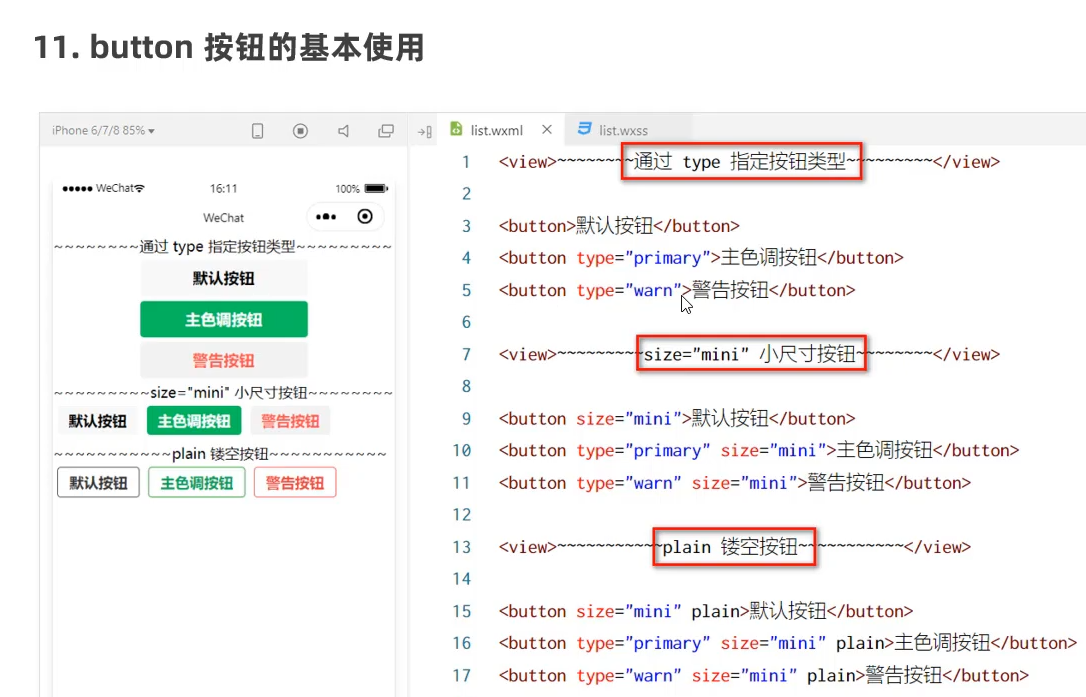 11. button 按钮的基本使用
iPhone 6/7/8 85%
list.wxml
list.wxss
WeChat
16:11
100%
WeChat
~~~~~~~~通过 type 指定按钮类型~~~~~~~~~
默认按钮
主色调按钮
警告按钮
~~~~~~~~~size="mini" 小尺寸按钮~~~~~~~~
默认按钮 主色调按钮 警告按钮
~~~~~~~~~~~plain 镂空按钮~~~~~~~~~~~
默认按钮 主色调按钮 警告按钮
1 <view>~~~~~~~~通过 type 指定按钮类型~~~~~~~~~</view>
2
3 <button>默认按钮</button>
4 <button type="primary">主色调按钮</button>
5 <button type="warn">警告按钮</button>
6
7 <view>~~~~~~~~~size="mini" 小尺寸按钮~~~~~~~~</view>
8
9 <button size="mini">默认按钮</button>
10 <button type="primary" size="mini">主色调按钮</button>
11 <button type="warn" size="mini">警告按钮</button>
12
13 <view>~~~~~~~~~~~plain 镂空按钮~~~~~~~~~~~</view>
14
15 <button size="mini" plain>默认按钮</button>
16 <button type="primary" size="mini" plain>主色调按钮</button>
17 <button type="warn" size="mini" plain>警告按钮</button>